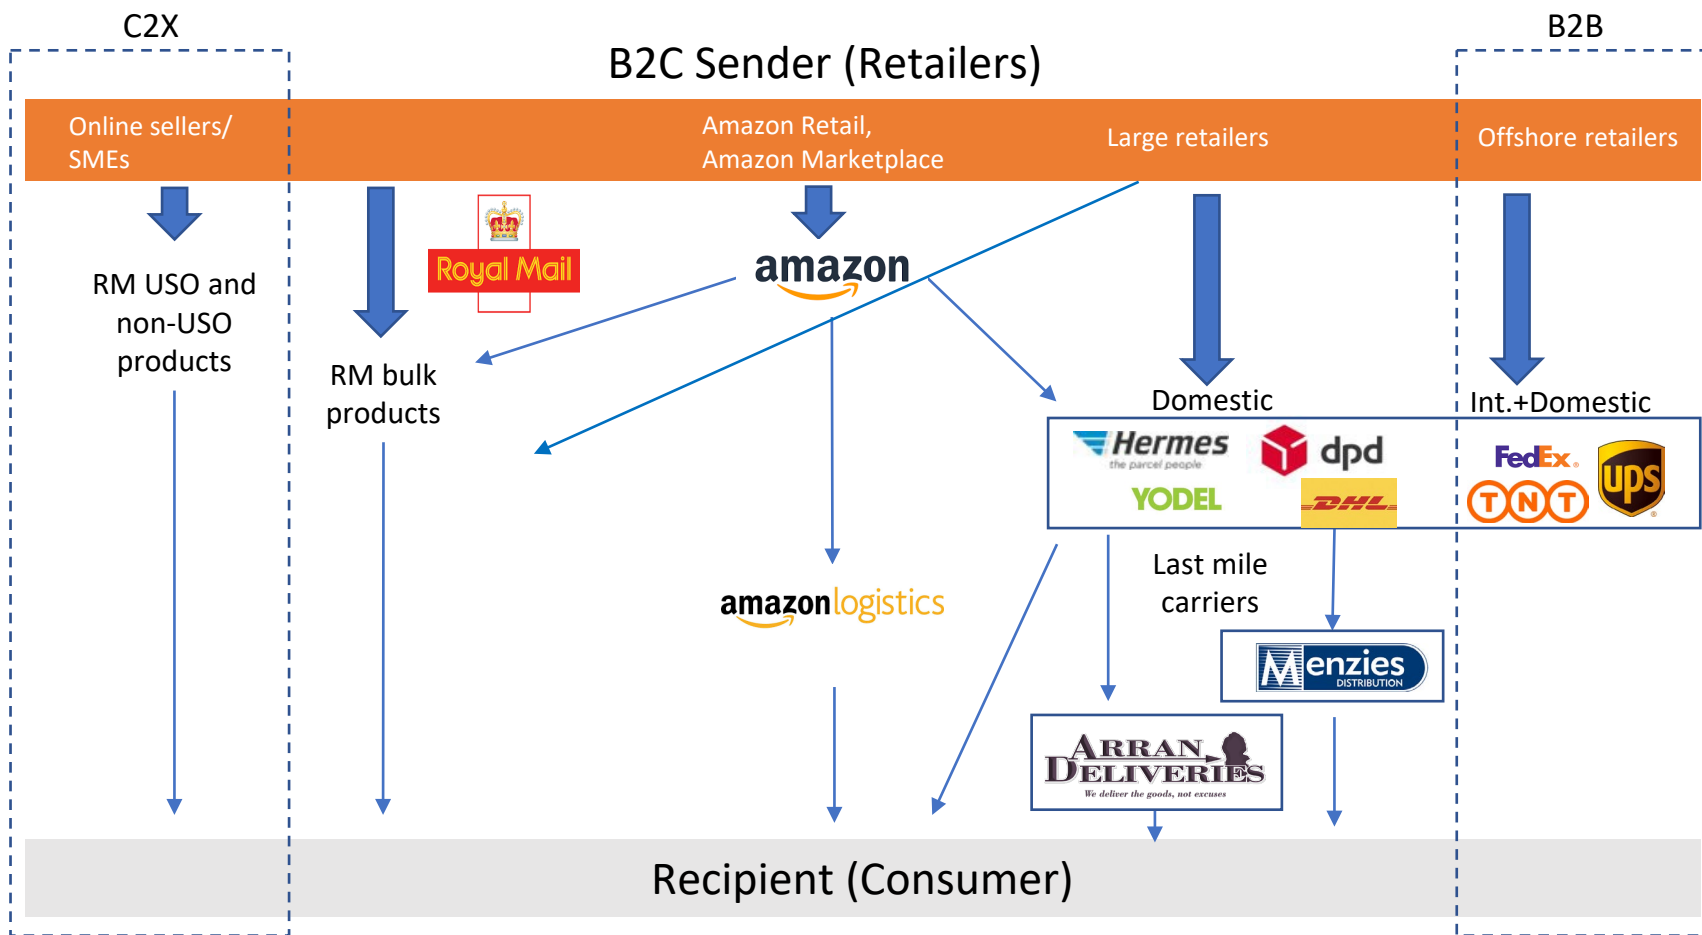 C2X
B2B
B2C Sender (Retailers)
Online sellers/
SMEs
Amazon Retail,
Amazon Marketplace
Large retailers
Offshore retailers
Royal Mail
amazon
RM USO and
non-USO
products
RM bulk
products
Domestic
Int.+Domestic
Hermes
the parcel people
dpd
YODEL
DHL
FedEx®
TNT
ups
®
Last mile
carriers
amazonlogistics
Menzies
DISTRIBUTION
ARRAN
DELIVERIES
We deliver the goods, not excuses
Recipient (Consumer)